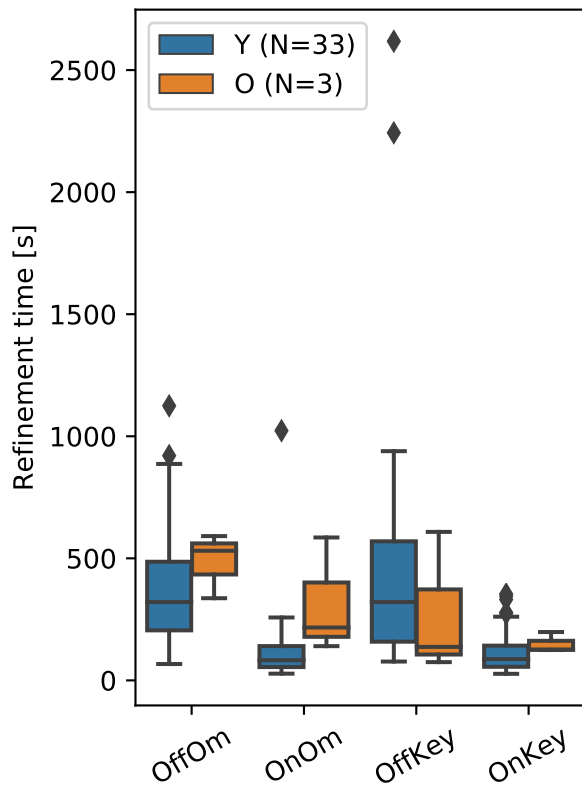 Y (N=33)
O (N=3)
Refinement time [s]
2500
2000
1500
1000
500
0
OffOm
OnOm
OffKey
OnKey